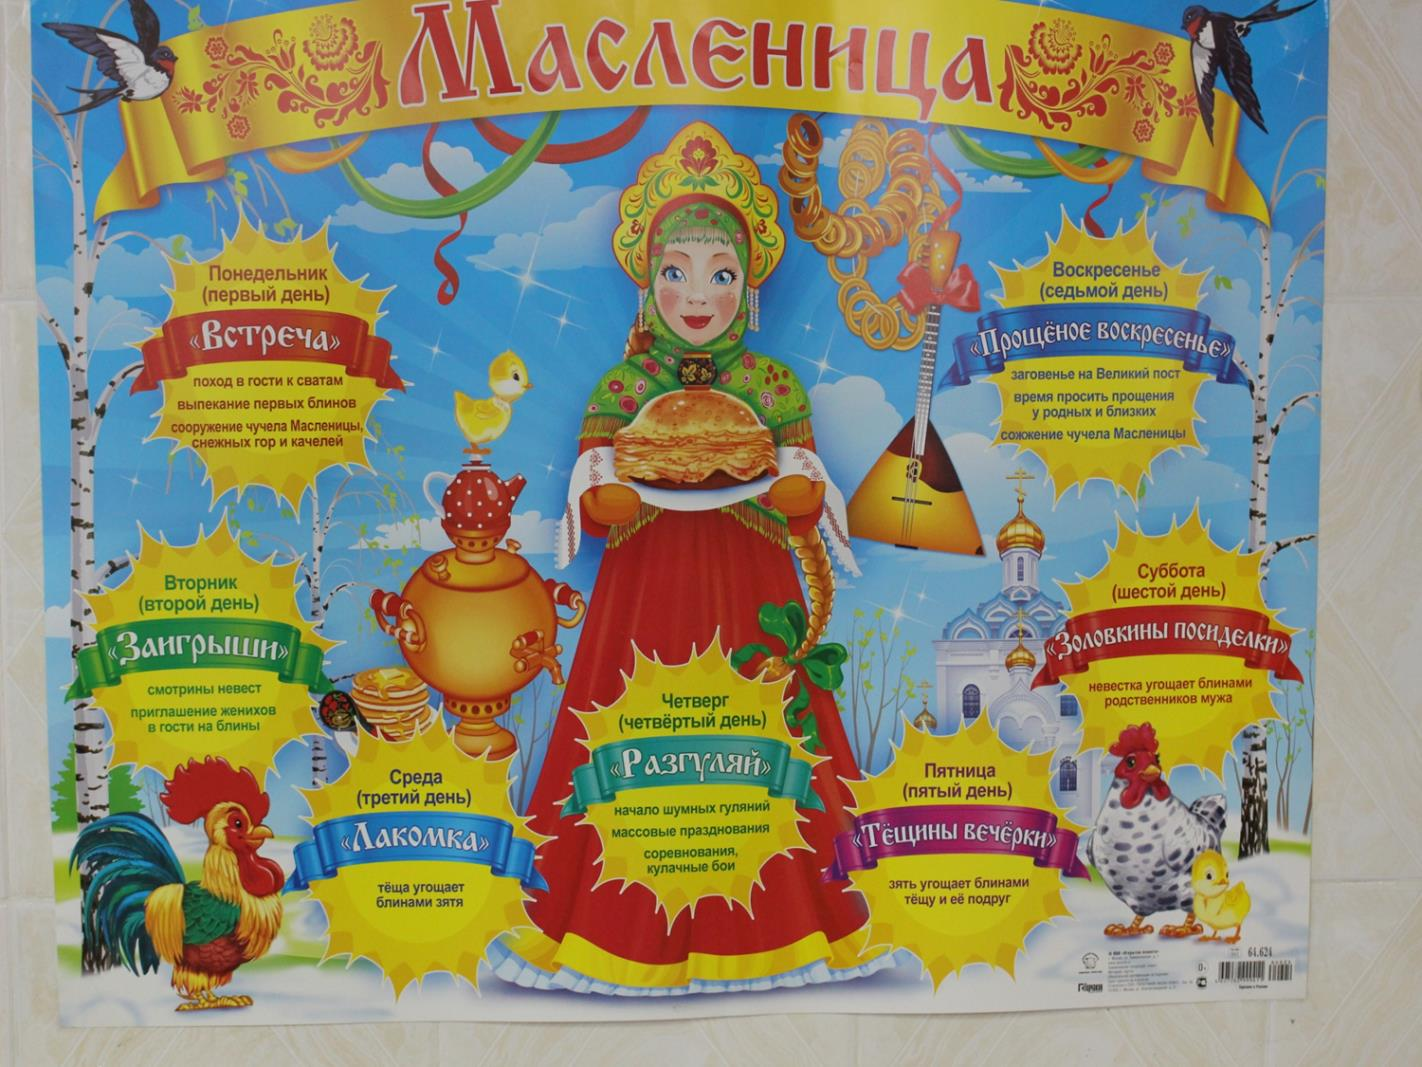 Масленица
Понедельник
(первый день)
«Встреча»
поход в гости к сватам
выпекание первых блинов
сооружение чучела Масленицы,
снежных гор и качелей
Вторник
(второй день)
«Заигрыши»
смотрины невест
приглашение женихов
в гости на блины
Среда
(третий день)
«Лакомка»
тёща угощает
блинами зятя
Четверг
(четвёртый день)
«Разгуляй»
начало шумных гуляний
массовые празднования
соревнования,
кулачные бои
Пятница
(пятый день)
«Тёщины вечёрки»
зять угощает блинами
тёщу и её подруг
Суббота
(шестой день)
«Золовкины посиделки»
невестка угощает блинами
родственников мужа
Воскресенье
(седьмой день)
«Прощёное воскресенье»
заговенье на Великий пост
время просить прощения
у родных и близких
сожжение чучела Масленицы
64.624